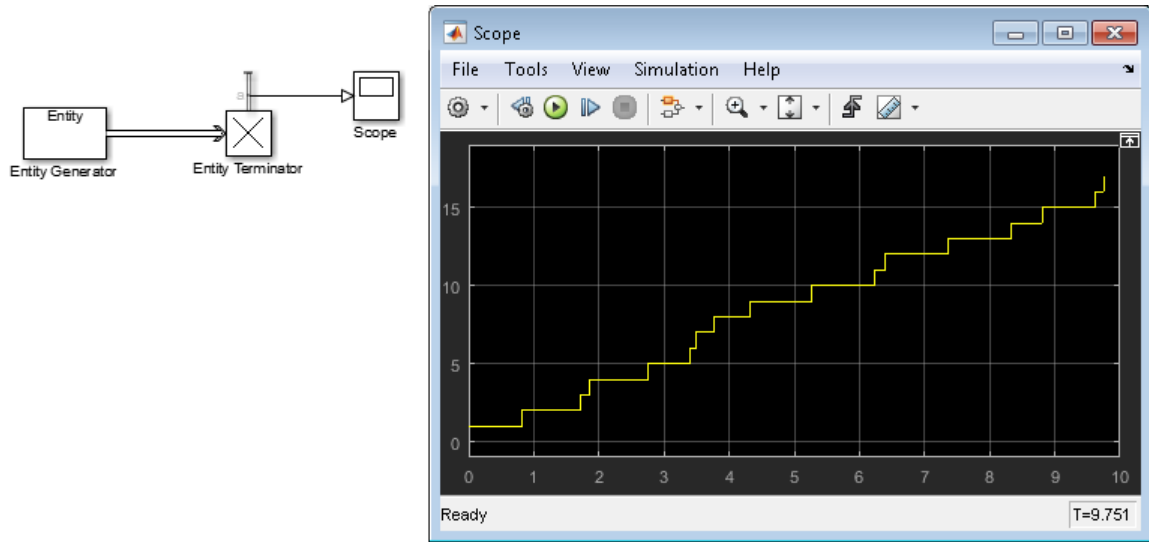 Entity
Entity Generator
a
Entity Terminator
Scope
Scope
File Tools View Simulation Help
15
10
5
0
0 1 2 3 4 5 6 7 8 9 10
Ready T=9.751